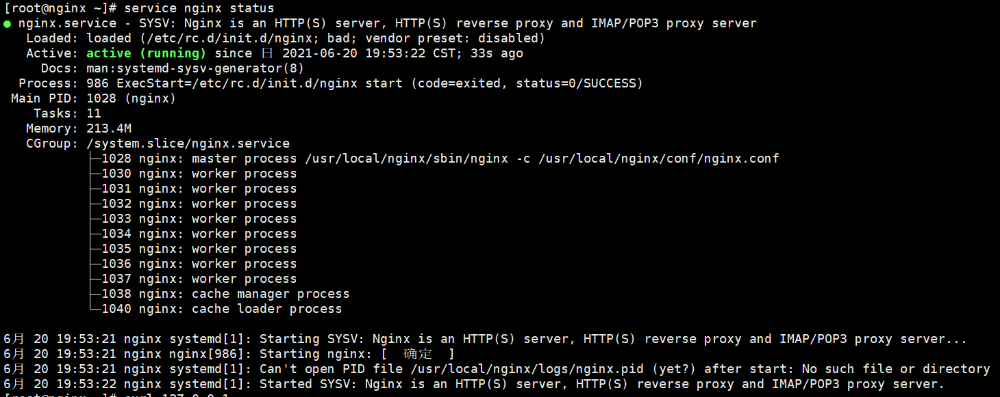 [root@nginx ~]# service nginx status
● nginx.service - SYSV: Nginx is an HTTP(S) server, HTTP(S) reverse proxy and IMAP/POP3 proxy server
   Loaded: loaded (/etc/rc.d/init.d/nginx; bad; vendor preset: disabled)
   Active: active (running) since 日 2021-06-20 19:53:22 CST; 33s ago
     Docs: man:systemd-sysv-generator(8)
  Process: 986 ExecStart=/etc/rc.d/init.d/nginx start (code=exited, status=0/SUCCESS)
 Main PID: 1028 (nginx)
    Tasks: 11
   Memory: 213.4M
   CGroup: /system.slice/nginx.service
           ├─1028 nginx: master process /usr/local/nginx/sbin/nginx -c /usr/local/nginx/conf/nginx.conf
           ├─1030 nginx: worker process
           ├─1031 nginx: worker process
           ├─1032 nginx: worker process
           ├─1033 nginx: worker process
           ├─1034 nginx: worker process
           ├─1035 nginx: worker process
           ├─1036 nginx: worker process
           ├─1037 nginx: worker process
           ├─1038 nginx: cache manager process
           └─1040 nginx: cache loader process
6月 20 19:53:21 nginx systemd[1]: Starting SYSV: Nginx is an HTTP(S) server, HTTP(S) reverse proxy and IMAP/POP3 proxy server...
6月 20 19:53:21 nginx nginx[986]: Starting nginx: [  确定  ]
6月 20 19:53:21 nginx systemd[1]: Can't open PID file /usr/local/nginx/logs/nginx.pid (yet?) after start: No such file or directory
6月 20 19:53:22 nginx systemd[1]: Started SYSV: Nginx is an HTTP(S) server, HTTP(S) reverse proxy and IMAP/POP3 proxy server.